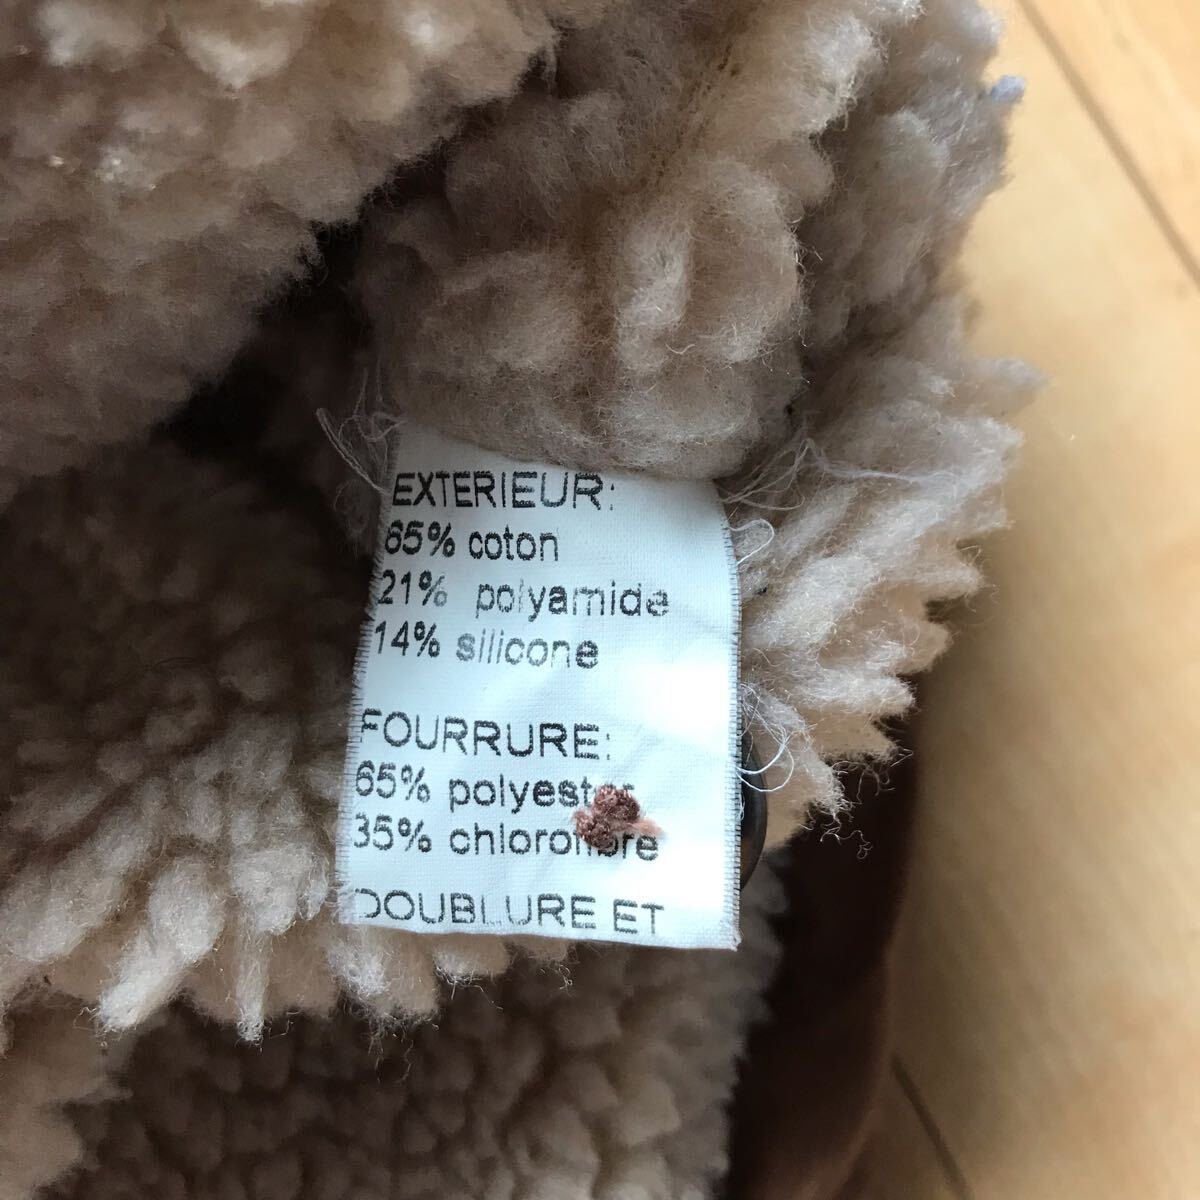 EXTERIEUR:
65% coton
21% polyamide
14% silicone
FOURRURE:
65% polyester
35% chlorofibre
DOUBLURE ET